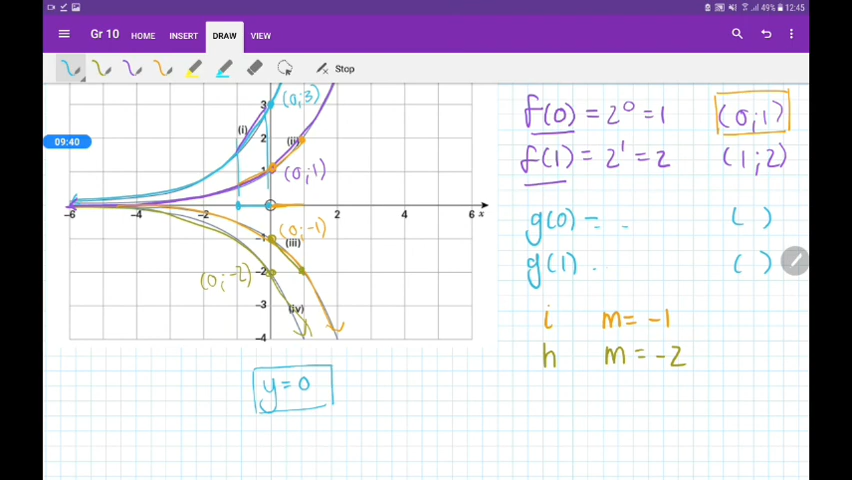 49% 12:45
Gr 10 HOME INSERT DRAW VIEW
Stop
09:40
3
(0;3)
(i)
2
(ii)
1
(0;1)
-6 -4 -2 2 4 6 x
(0;-1)
-1
(iii)
-2
(0;-2)
-3
(iv)
-4
y = 0
f(0) = 2⁰ = 1 (0;1)
f(1) = 2¹ = 2 (1;2)
g(0) = .. ( )
g(1) . ( )
i m = -1
h m = -2